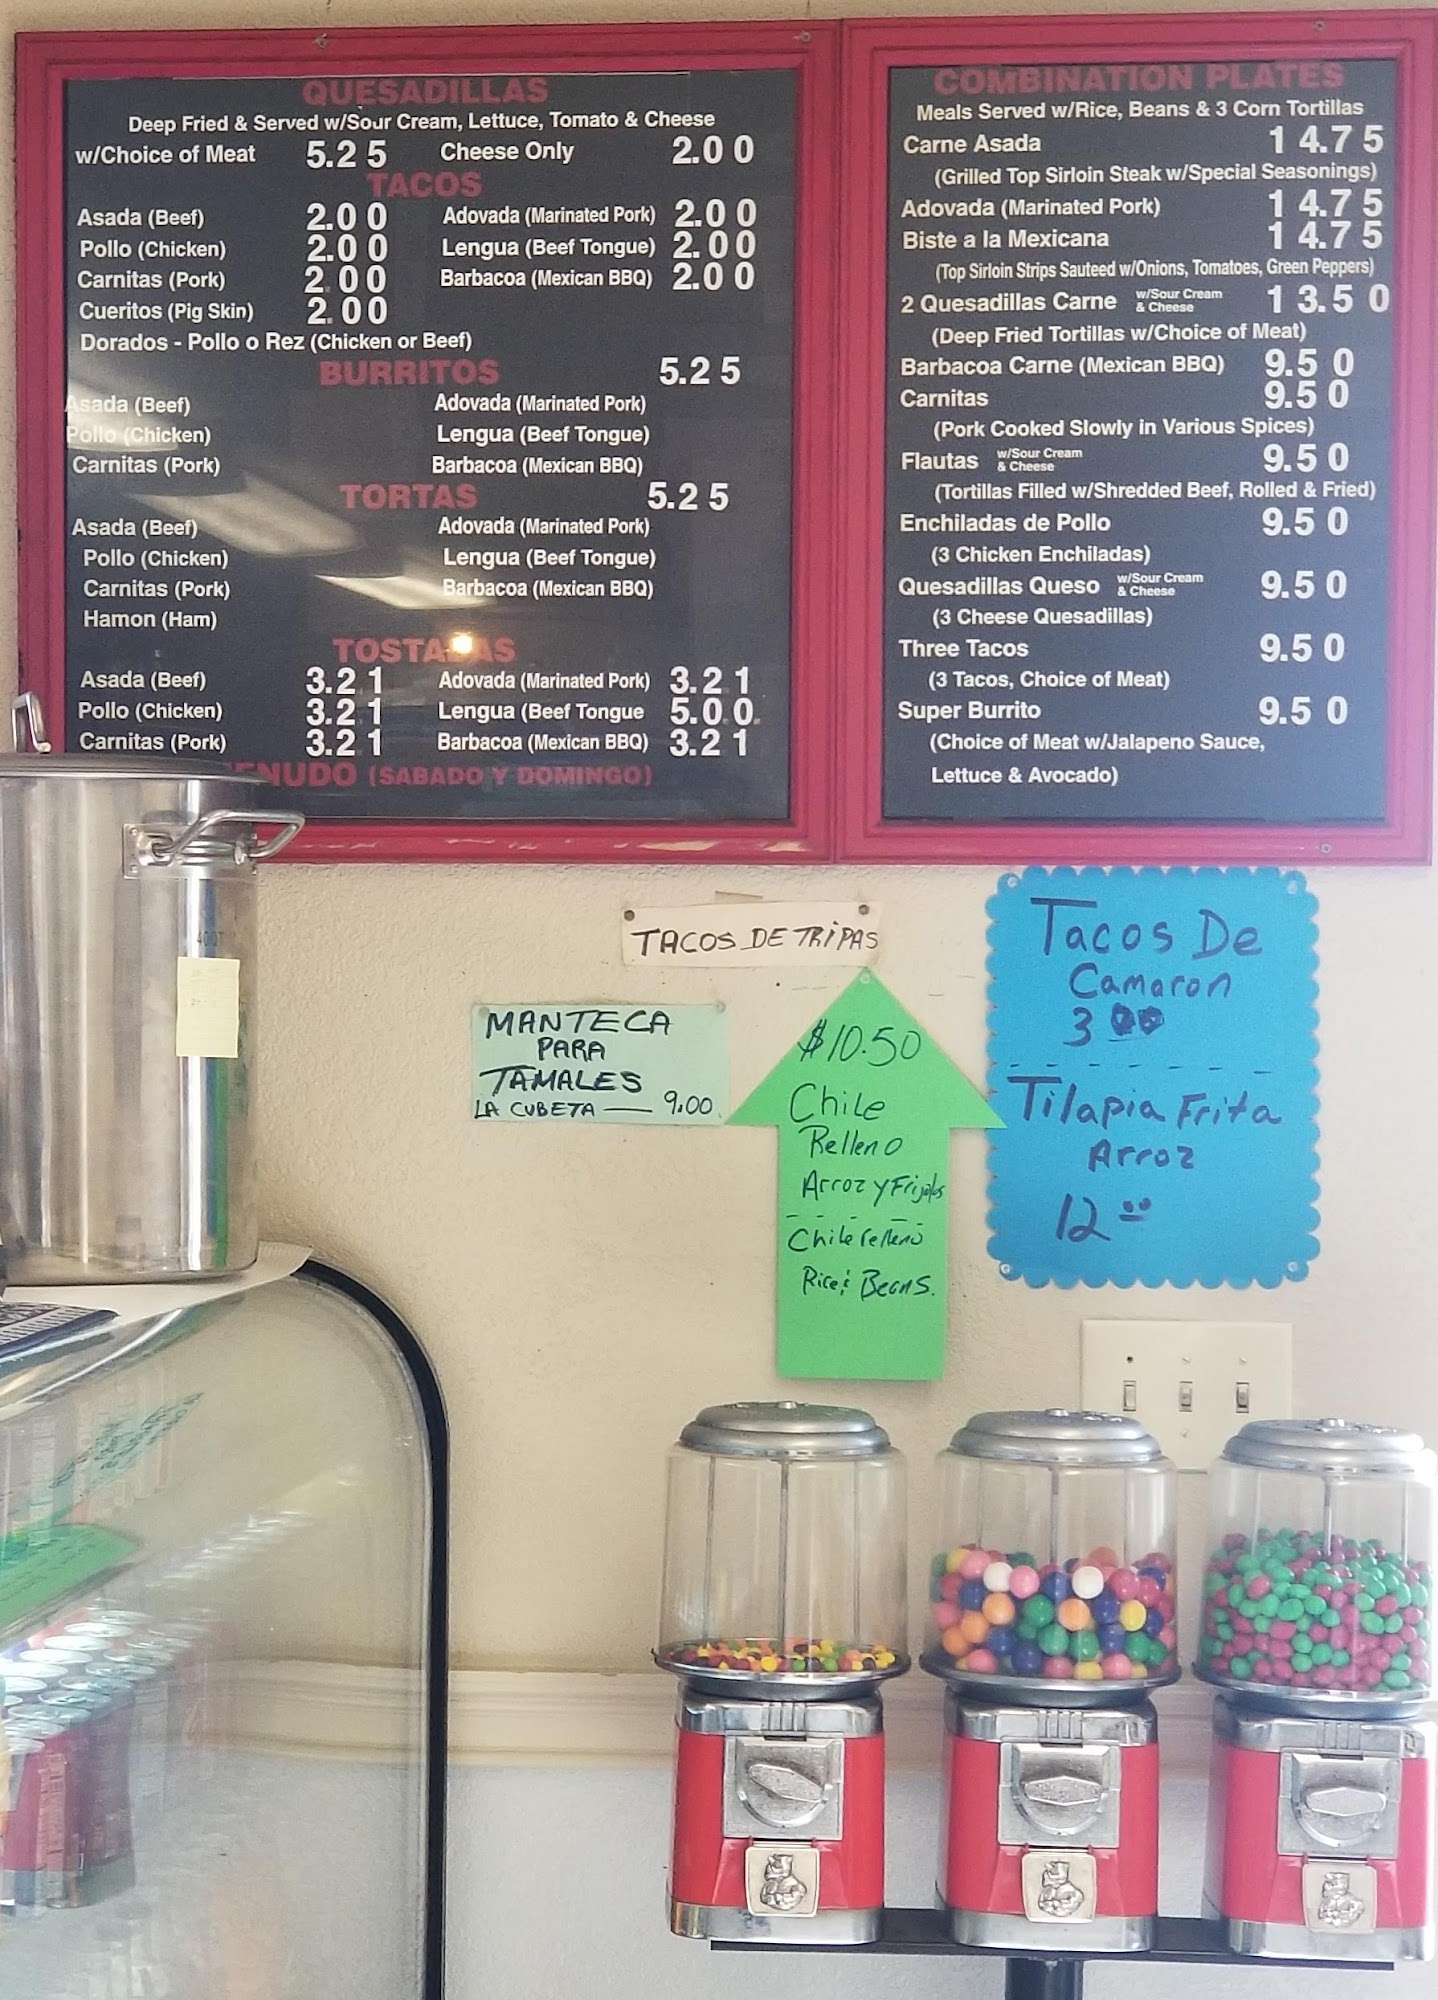 QUESADILLAS
Deep Fried & Served w/Sour Cream, Lettuce, Tomato & Cheese
w/Choice of Meat 5.25 Cheese Only 2.00
TACOS
Asada (Beef) 2.00 Adovada (Marinated Pork) 2.00
Pollo (Chicken) 2.00 Lengua (Beef Tongue) 2.00
Carnitas (Pork) 2.00 Barbacoa (Mexican BBQ) 2.00
Cueritos (Pig Skin) 2.00
Dorados - Pollo o Rez (Chicken or Beef)
BURRITOS 5.25
Asada (Beef) Adovada (Marinated Pork)
Pollo (Chicken) Lengua (Beef Tongue)
Carnitas (Pork) Barbacoa (Mexican BBQ)
TORTAS 5.25
Asada (Beef) Adovada (Marinated Pork)
Pollo (Chicken) Lengua (Beef Tongue)
Carnitas (Pork) Barbacoa (Mexican BBQ)
Hamon (Ham)
TOSTADAS
Asada (Beef) 3.21 Adovada (Marinated Pork) 3.21
Pollo (Chicken) 3.21 Lengua (Beef Tongue 5.00
Carnitas (Pork) 3.21 Barbacoa (Mexican BBQ) 3.21
ENUDO (SABADO Y DOMINGO)
COMBINATION PLATES
Meals Served w/Rice, Beans & 3 Corn Tortillas
Carne Asada 14.75
(Grilled Top Sirloin Steak w/Special Seasonings)
Adovada (Marinated Pork) 14.75
Biste a la Mexicana 14.75
(Top Sirloin Strips Sauteed w/Onions, Tomatoes, Green Peppers)
2 Quesadillas Carne w/Sour Cream & Cheese 13.50
(Deep Fried Tortillas w/Choice of Meat)
Barbacoa Carne (Mexican BBQ) 9.50
Carnitas 9.50
(Pork Cooked Slowly in Various Spices)
Flautas w/Sour Cream & Cheese 9.50
(Tortillas Filled w/Shredded Beef, Rolled & Fried)
Enchiladas de Pollo 9.50
(3 Chicken Enchiladas)
Quesadillas Queso w/Sour Cream & Cheese 9.50
(3 Cheese Quesadillas)
Three Tacos 9.50
(3 Tacos, Choice of Meat)
Super Burrito 9.50
(Choice of Meat w/Jalapeno Sauce,
Lettuce & Avocado)
TACOS DE TRIPAS
MANTECA
PARA
TAMALES
LA CUBETA — 9.00
$10.50
Chile
Relleno
Arroz y Frijoles
Chile relleno
Rice & Beans.
Tacos De
Camaron
3 00
Tilapia Frita
Arroz
12 00
40QT